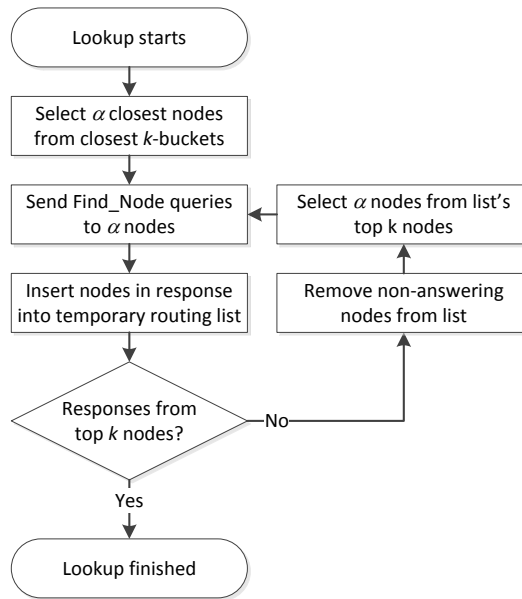 Lookup starts
Select α closest nodes
from closest k-buckets
Send Find_Node queries
to α nodes
Select α nodes from list’s
top k nodes
Insert nodes in response
into temporary routing list
Remove non-answering
nodes from list
Responses from
top k nodes?
No
Yes
Lookup finished